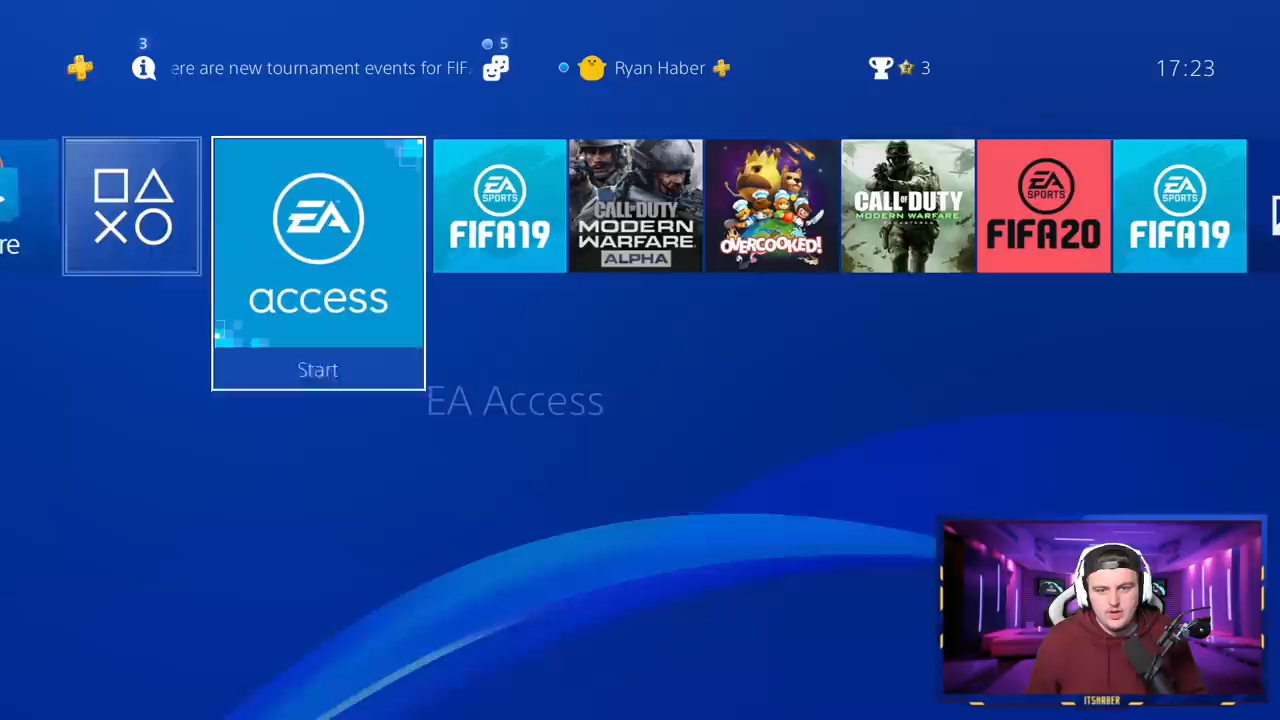 3
ere are new tournament events for FIF
5
Ryan Haber
3
17:23
re
EA
access
Start
EA Access
EA
SPORTS
FIFA19
CALL OF DUTY
MODERN
WARFARE
ALPHA
OVERCOOKED!
CALL OF DUTY
MODERN WARFARE
EA
SPORTS
FIFA20
EA
SPORTS
FIFA19
ITSHABER